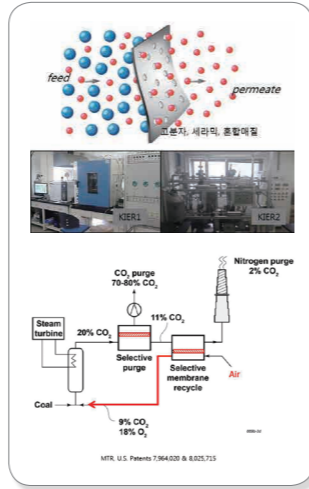 feed
permeate
고분자, 세라믹, 혼합매질
KIER1
KIER2
Nitrogen purge
2% CO₂
CO₂ purge
70-80% CO₂
Steam
turbine
20% CO₂
11% CO₂
Selective
purge
Selective
membrane
recycle
Air
Coal
9% CO₂
18% O₂
MTR. U.S. Patents 7,964,020 & 8,025,715